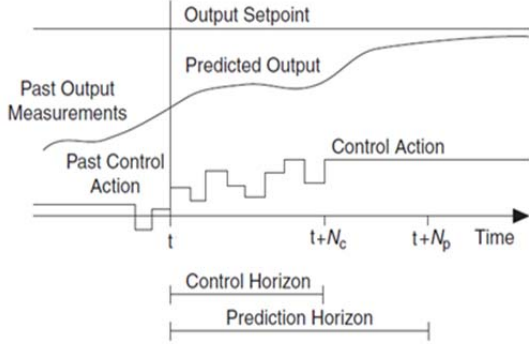 Output Setpoint
Predicted Output
Past Output
Measurements
Past Control
Action
Control Action
t
t+Nc
t+Np
Time
Control Horizon
Prediction Horizon